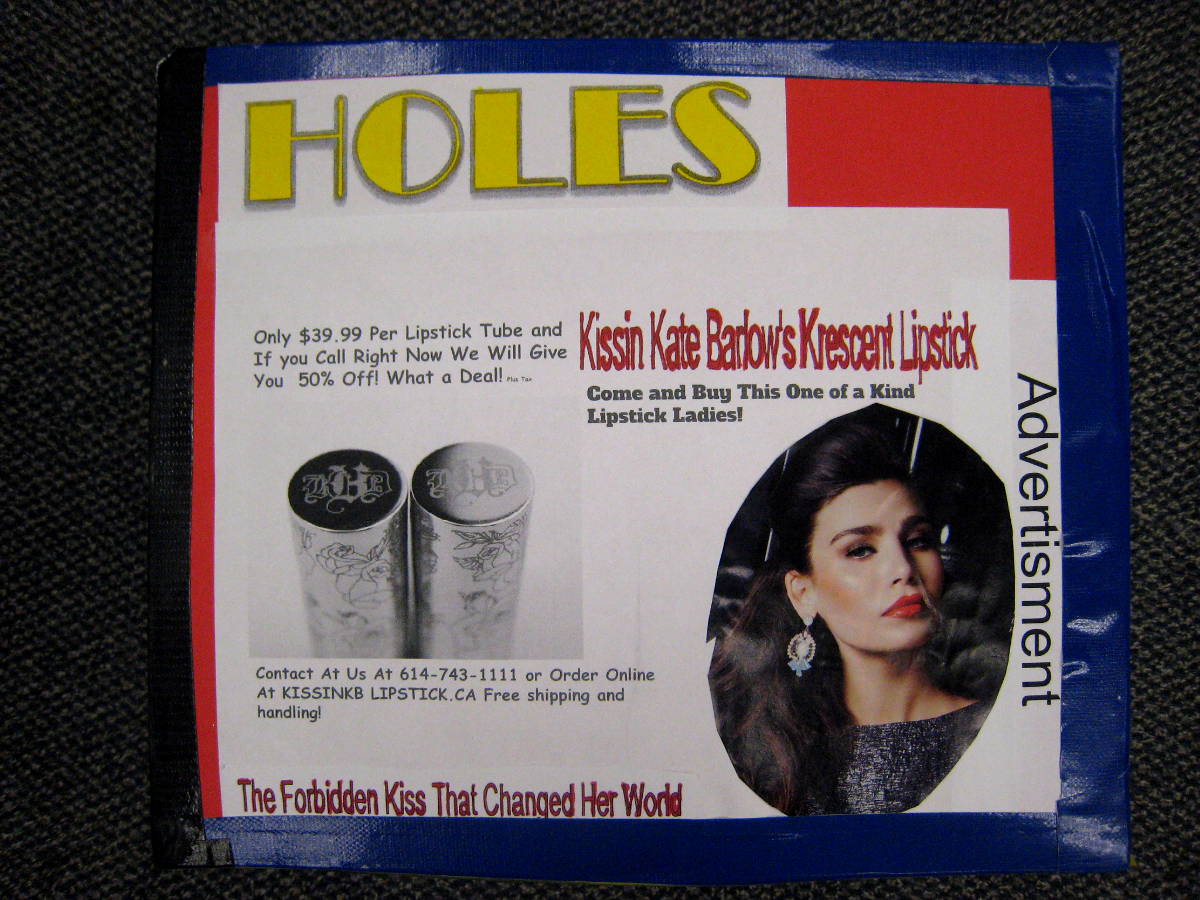 HOLES
Only $39.99 Per Lipstick Tube and
If you Call Right Now We Will Give
You 50% Off! What a Deal! Plus Tax
Kissin Kate Barlow's Krescent Lipstick
Come and Buy This One of a Kind
Lipstick Ladies!
Advertisment
Contact At Us At 614-743-1111 or Order Online
At KISSINKB LIPSTICK.CA Free shipping and
handling!
The Forbidden Kiss That Changed Her World